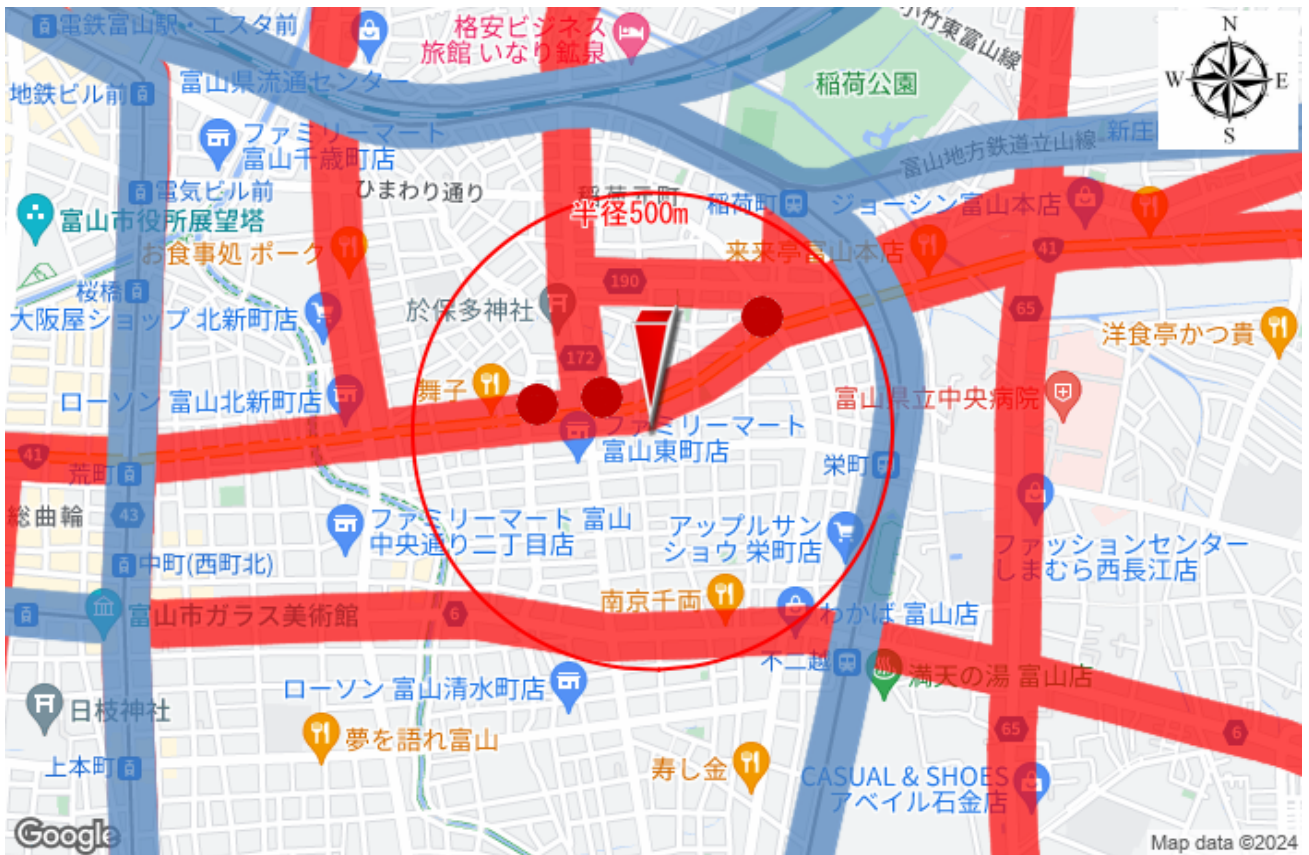 電鉄富山駅・エスタ前
格安ビジネス
旅館 いなり鉱泉
小竹東富山線
N
W
E
S
地鉄ビル前
富山県流通センター
稲荷公園
ファミリーマート
富山千歳町店
新庄
富山地方鉄道立山線
電気ビル前
ひまわり通り
稲荷元町
半径500m
稲荷町
ジョーシン富山本店
富山市役所展望塔
お食事処 ポーク
来来亭富山本店
41
桜橋
190
65
大阪屋ショップ 北新町店
於保多神社
洋食亭かつ貴
172
舞子
ローソン 富山北新町店
富山県立中央病院
ファミリーマート
富山東町店
41
荒町
栄町
総曲輪
43
ファミリーマート 富山
中央通り二丁目店
アップルサン
ショウ 栄町店
ファッションセンター
しまむら西長江店
中町(西町北)
南京千両
富山市ガラス美術館
6
わかば 富山店
不二越
満天の湯 富山店
ローソン 富山清水町店
日枝神社
65
6
夢を語れ富山
上本町
寿し金
CASUAL & SHOES
アベイル石金店
Google
Map data ©2024